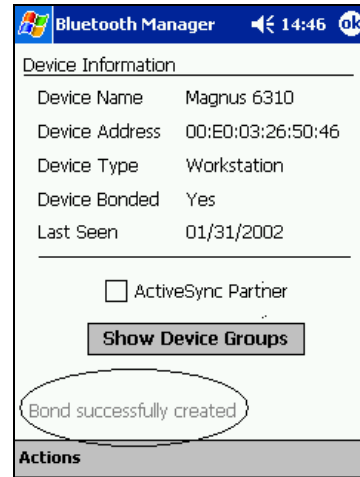 Bluetooth Manager 14:46 ok
Device Information
Device Name Magnus 6310
Device Address 00:E0:03:26:50:46
Device Type Workstation
Device Bonded Yes
Last Seen 01/31/2002
ActiveSync Partner
Show Device Groups
Bond successfully created
Actions